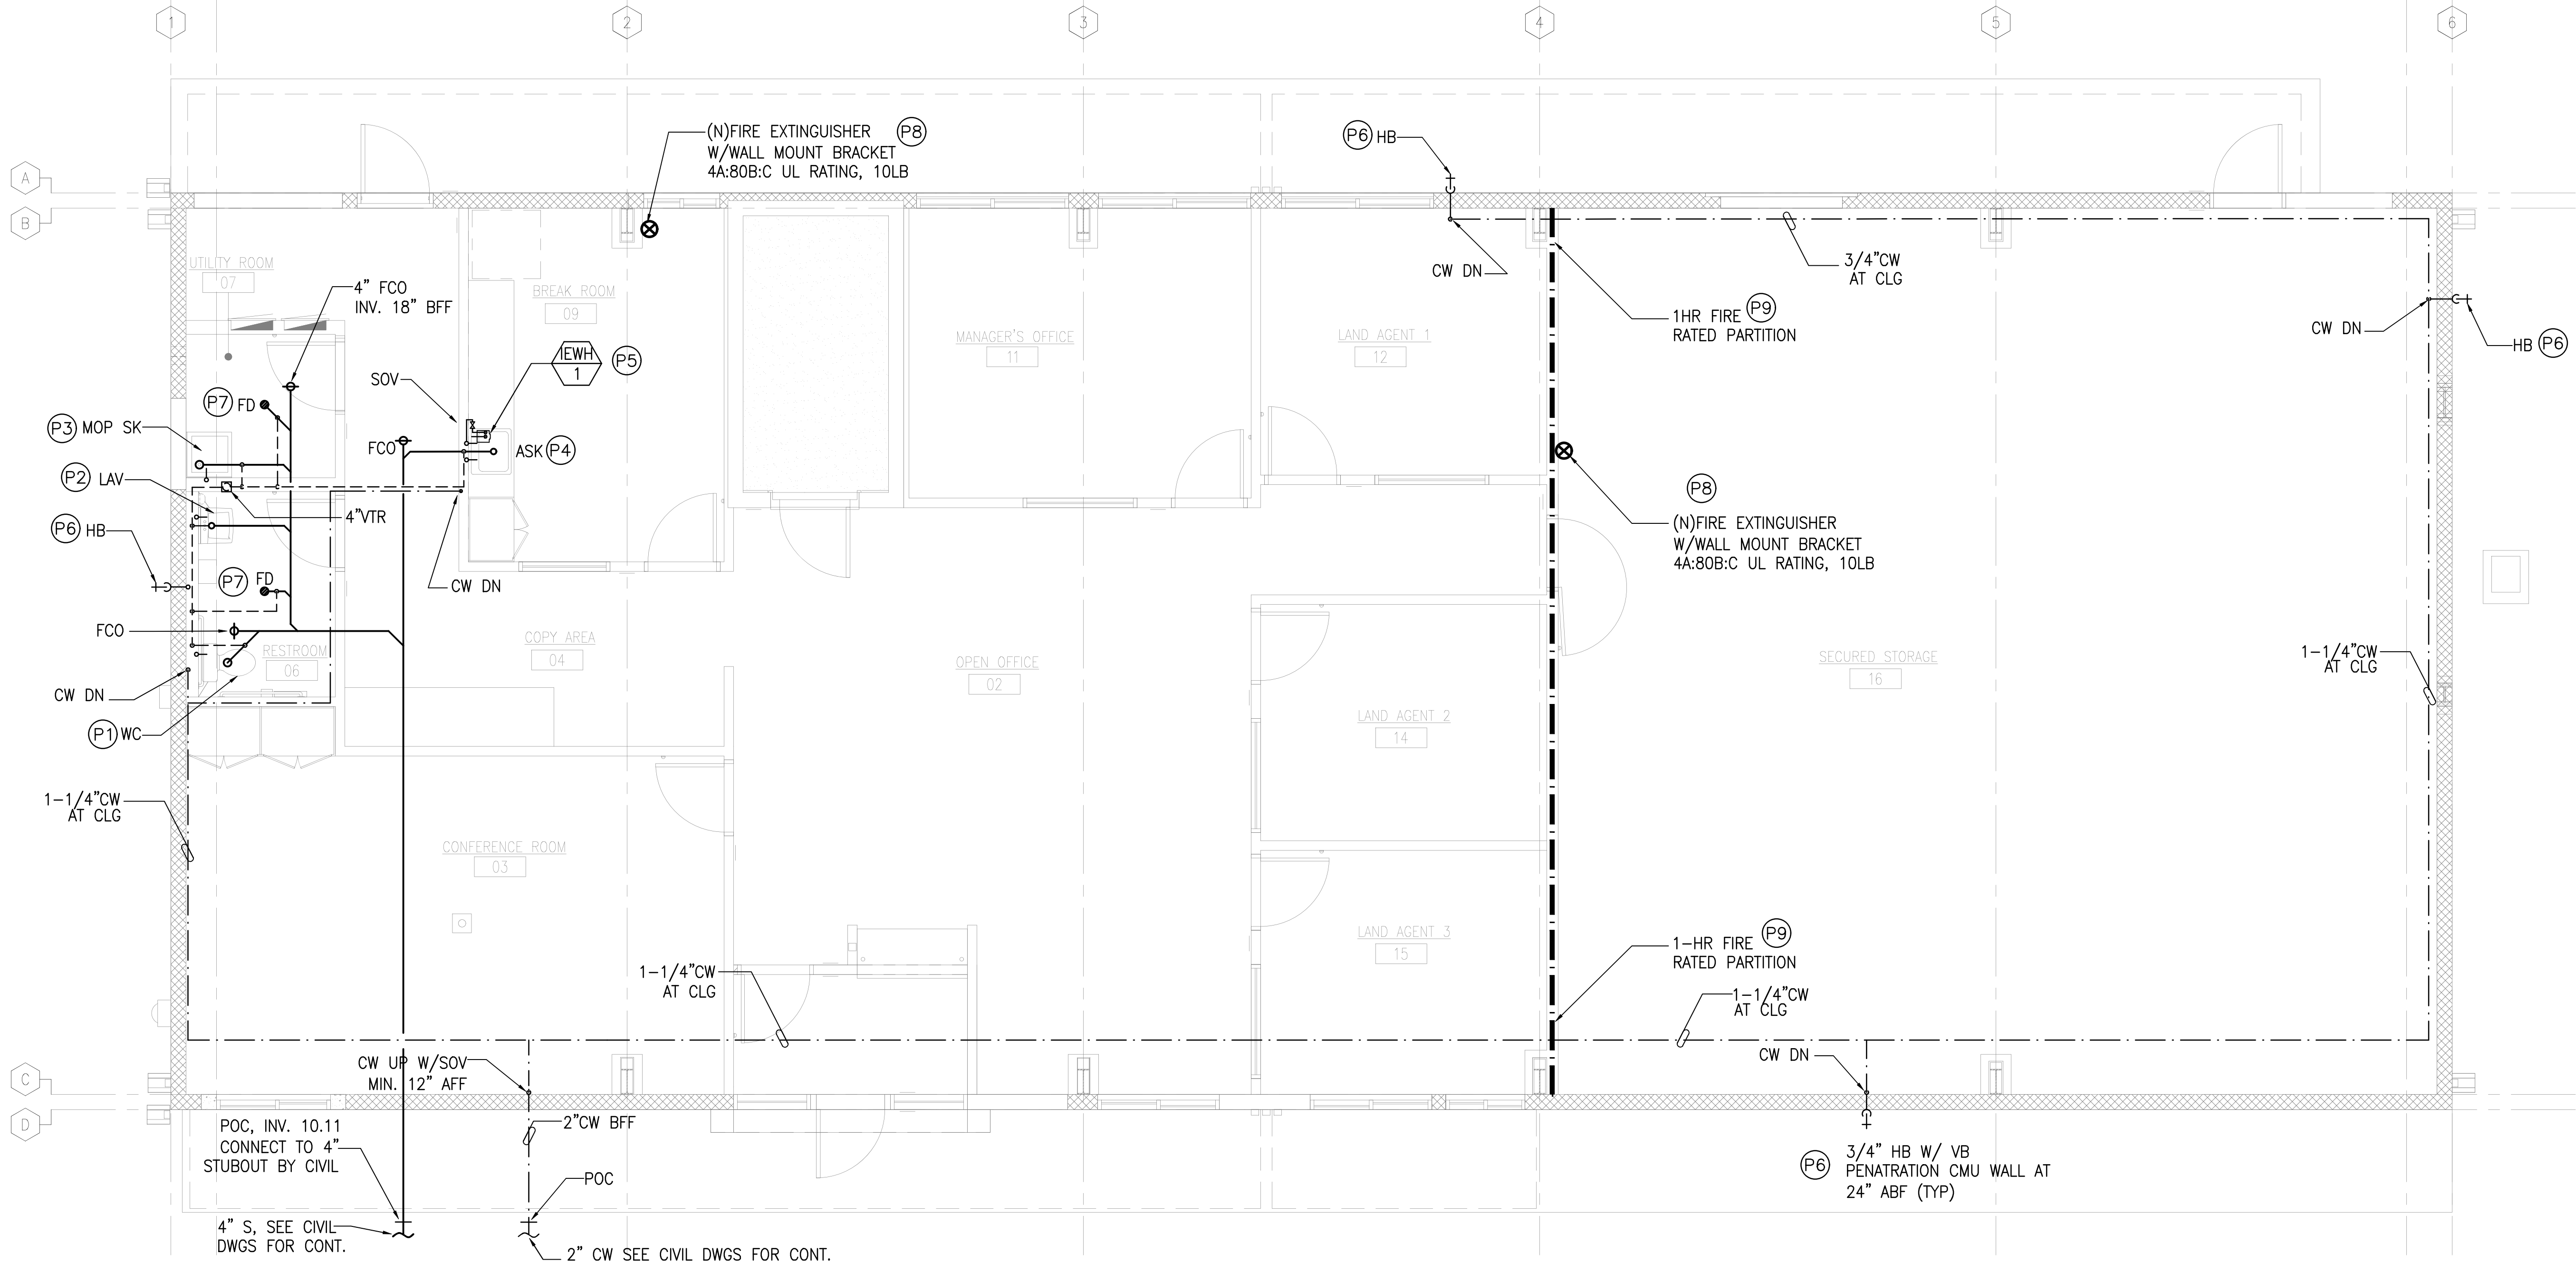 1
2
3
4
5
6
A
B
C
D
(N)FIRE EXTINGUISHER
W/WALL MOUNT BRACKET
4A:80B:C UL RATING, 10LB
P8
P6 HB
CW DN
3/4"CW
AT CLG
1HR FIRE P9
RATED PARTITION
CW DN
HB P6
UTILITY ROOM
07
4" FCO
INV. 18" BFF
BREAK ROOM
09
MANAGER'S OFFICE
11
LAND AGENT 1
12
IEWH
1
P5
SOV
P7 FD
P3 MOP SK
FCO
ASK P4
P2 LAV
4"VTR
P6 HB
P7 FD
CW DN
P8
(N)FIRE EXTINGUISHER
W/WALL MOUNT BRACKET
4A:80B:C UL RATING, 10LB
FCO
RESTROOM
06
COPY AREA
04
OPEN OFFICE
02
SECURED STORAGE
16
1-1/4"CW
AT CLG
CW DN
P1 WC
LAND AGENT 2
14
1-1/4"CW
AT CLG
CONFERENCE ROOM
03
LAND AGENT 3
15
1-HR FIRE P9
RATED PARTITION
1-1/4"CW
AT CLG
1-1/4"CW
AT CLG
CW UP W/SOV
MIN. 12" AFF
CW DN
POC, INV. 10.11
CONNECT TO 4"
STUBOUT BY CIVIL
2"CW BFF
POC
P6
3/4" HB W/ VB
PENATRATION CMU WALL AT
24" ABF (TYP)
4" S, SEE CIVIL
DWGS FOR CONT.
2" CW SEE CIVIL DWGS FOR CONT.